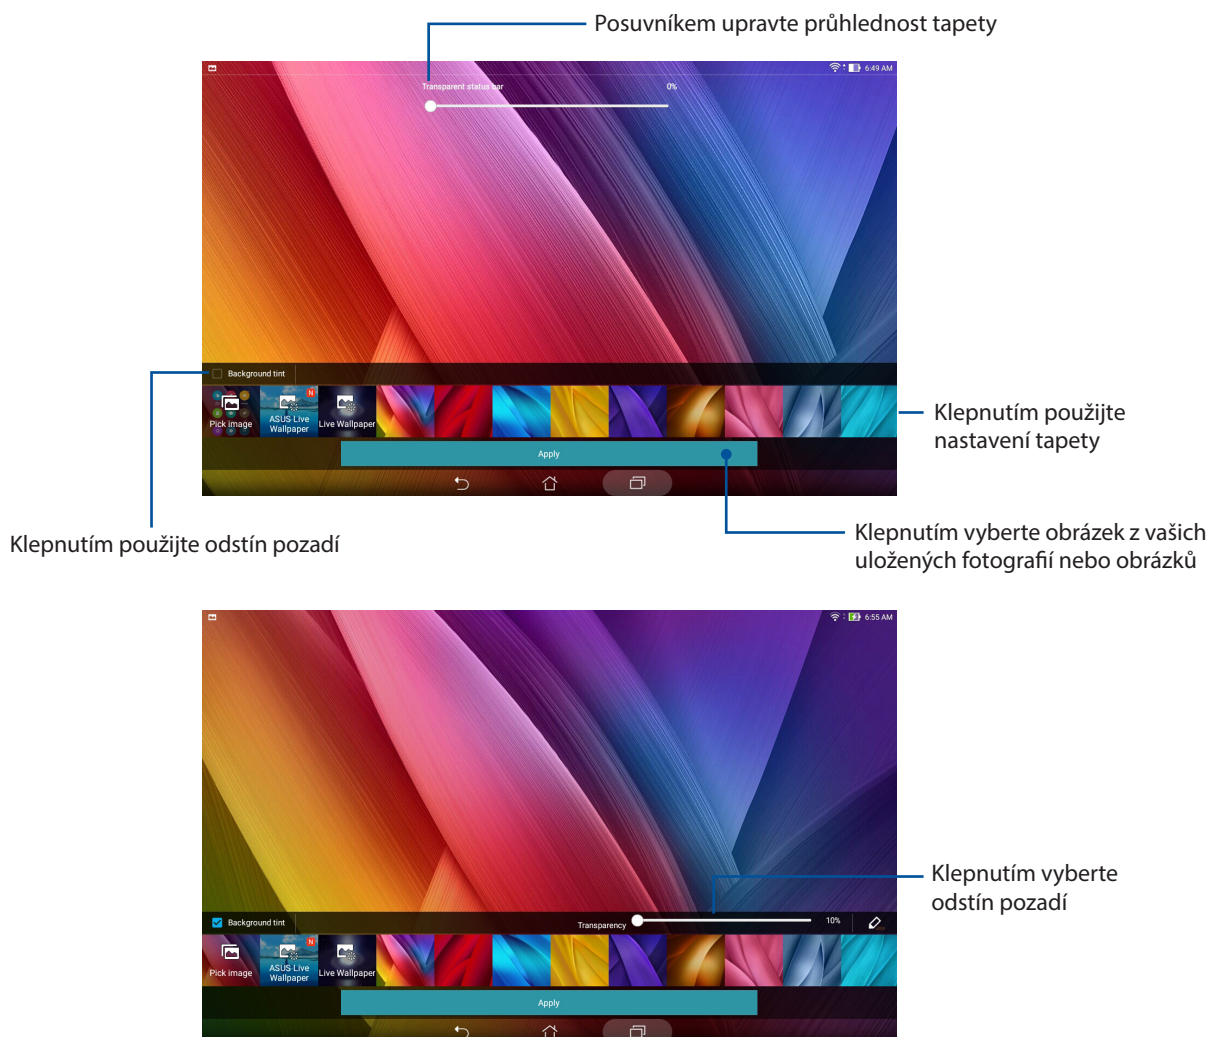 Posuvníkem upravte průhlednost tapety
6:49 AM
Transparent status bar 0%
Background tint
Pick image
ASUS Live
Wallpaper
N
Live Wallpaper
Klepnutím použijte
nastavení tapety
Apply
Klepnutím použijte odstín pozadí
Klepnutím vyberte obrázek z vašich
uložených fotografií nebo obrázků
6:55 AM
Klepnutím vyberte
odstín pozadí
Background tint
Transparency 10%
Pick image
ASUS Live
Wallpaper
N
Live Wallpaper
Apply